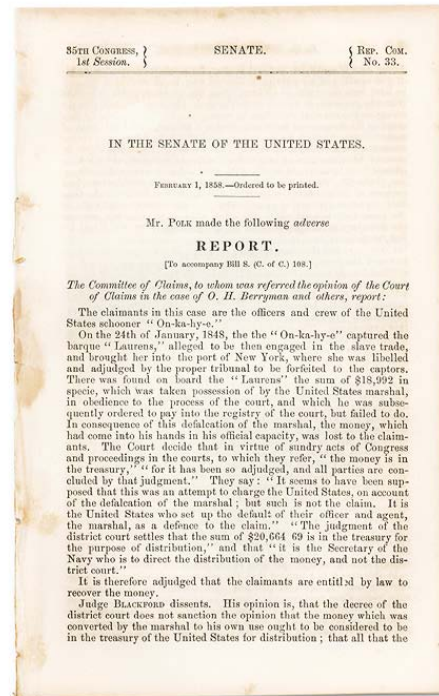 35TH CONGRESS, } SENATE. { REP. COM.
1st Session. } { No. 33.
IN THE SENATE OF THE UNITED STATES.
FEBRUARY 1, 1858.—Ordered to be printed.
Mr. POLK made the following adverse
REPORT.
[To accompany Bill S. (C. of C.) 108.]
The Committee of Claims, to whom was referred the opinion of the Court
of Claims in the case of O. H. Berryman and others, report:
The claimants in this case are the officers and crew of the United
States schooner "On-ka-hy-e."
On the 24th of January, 1848, the the "On-ka-hy-e" captured the
barque "Laurens," alleged to be then engaged in the slave trade,
and brought her into the port of New York, where she was libelled
and adjudged by the proper tribunal to be forfeited to the captors.
There was found on board the "Laurens" the sum of $18,992 in
specie, which was taken possession of by the United States marshal,
in obedience to the process of the court, and which he was subse-
quently ordered to pay into the registry of the court, but failed to do.
In consequence of this defalcation of the marshal, the money, which
had come into his hands in his official capacity, was lost to the claim-
ants. The Court decide that in virtue of sundry acts of Congress
and proceedings in the courts, to which they refer, "the money is in
the treasury," "for it has been so adjudged, and all parties are con-
cluded by that judgment." They say: "It seems to have been sup-
posed that this was an attempt to charge the United States, on account
of the defalcation of the marshal; but such is not the claim. It is
the United States who set up the default of their officer and agent,
the marshal, as a defence to the claim." "The judgment of the
district court settles that the sum of $20,664 69 is in the treasury for
the purpose of distribution," and that "it is the Secretary of the
Navy who is to direct the distribution of the money, and not the dis-
trict court."
It is therefore adjudged that the claimants are entitled by law to
recover the money.
Judge BLACKFORD dissents. His opinion is, that the decree of the
district court does not sanction the opinion that the money which was
converted by the marshal to his own use ought to be considered to be
in the treasury of the United States for distribution; that all that the